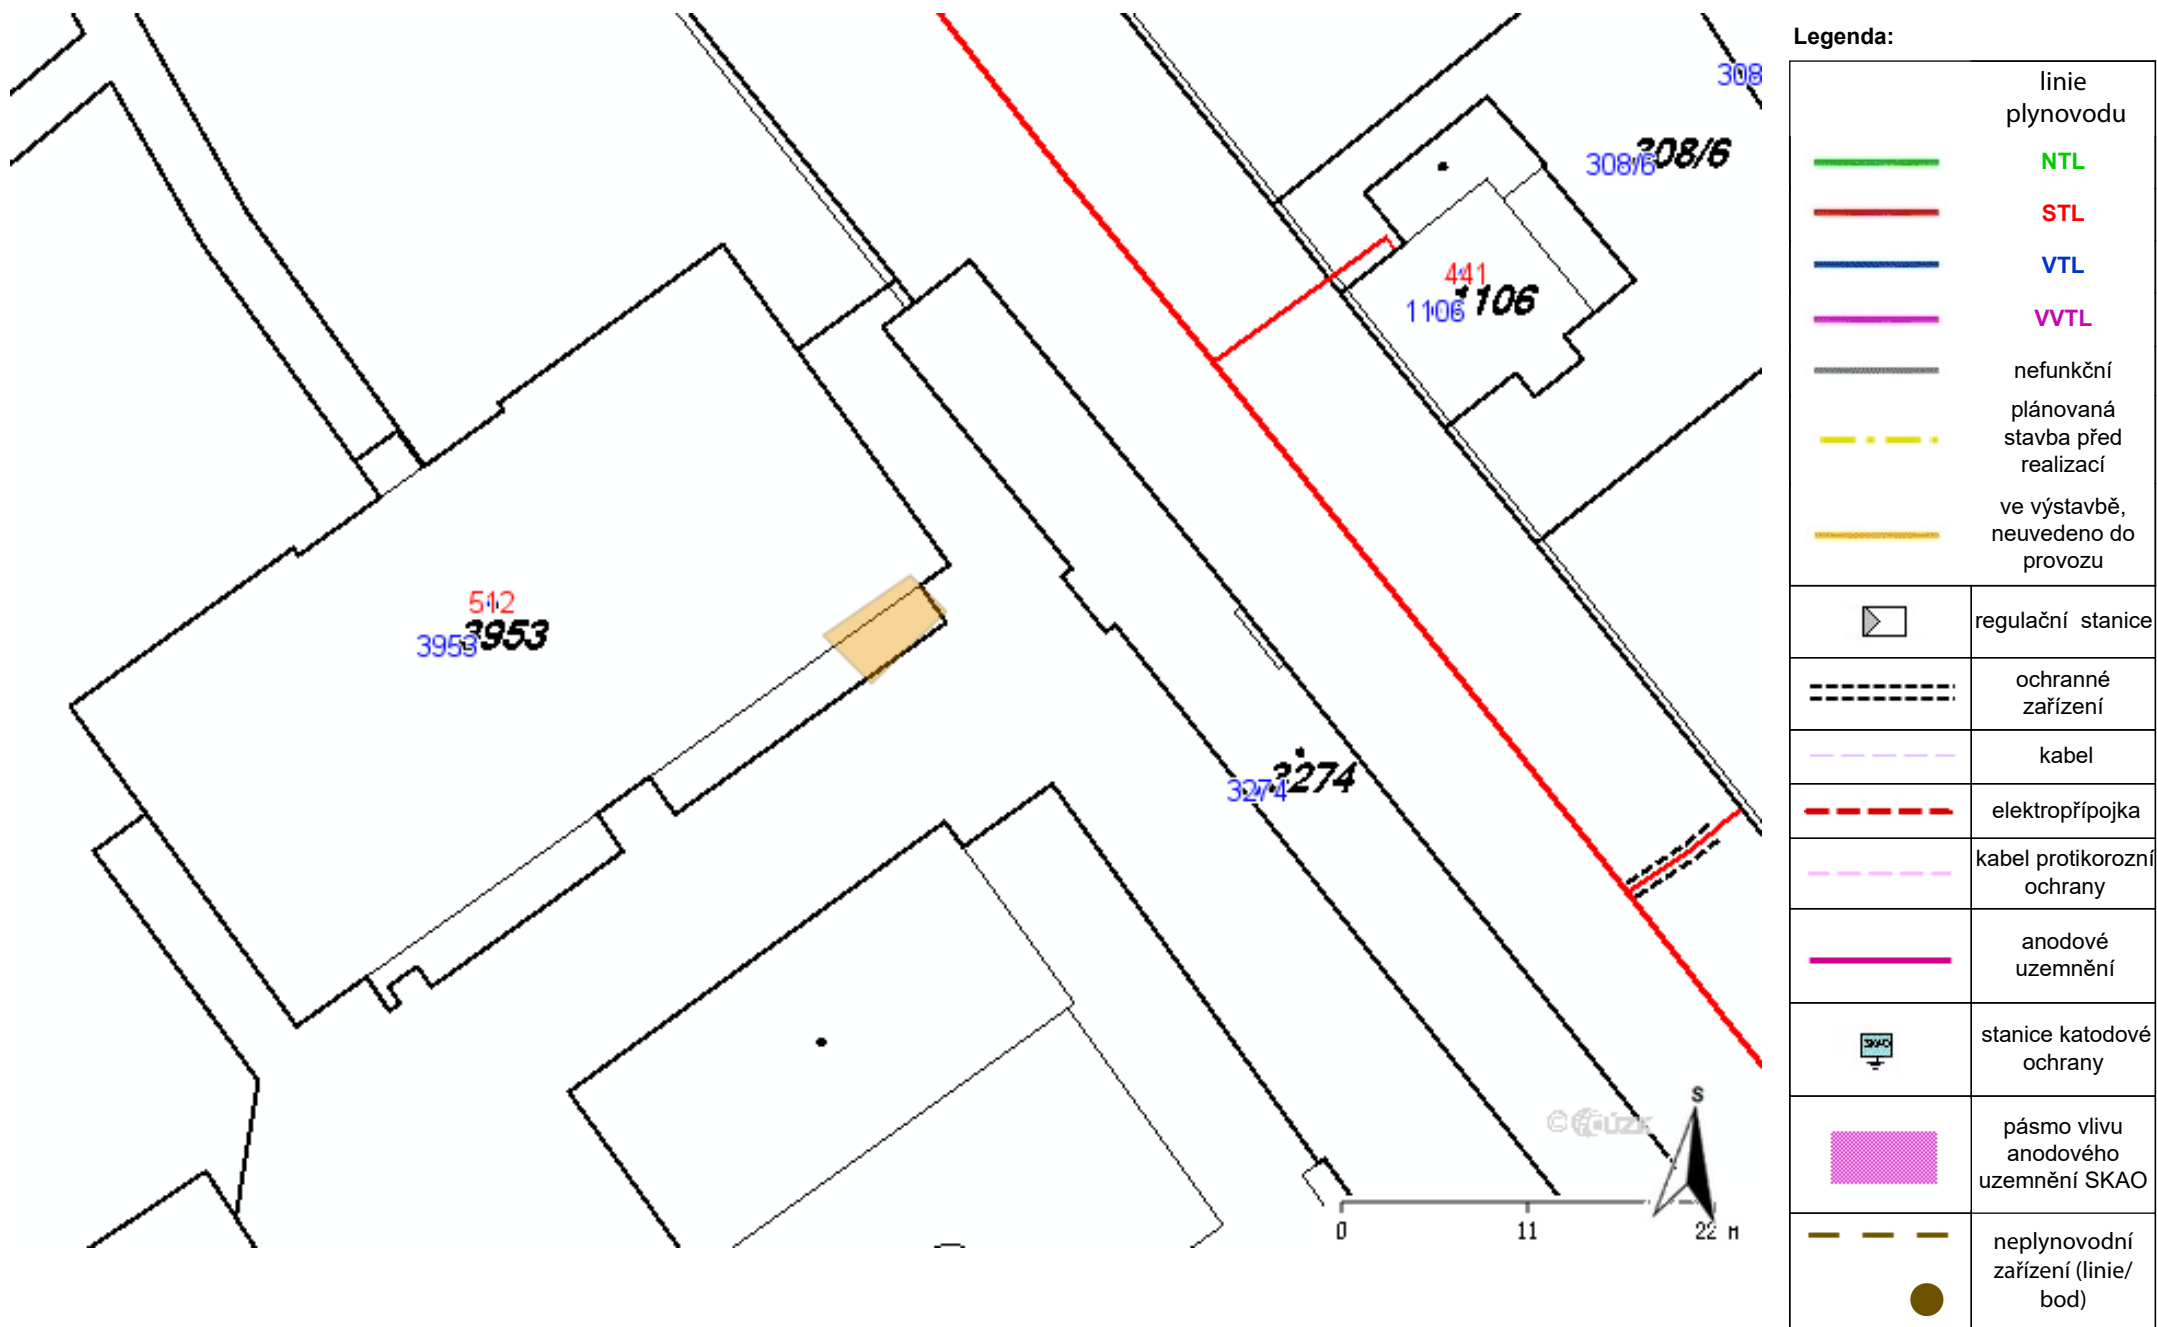 Legenda:
linie
plynovodu
NTL
STL
VTL
VVTL
nefunkční
plánovaná
stavba před
realizací
ve výstavbě,
neuvedeno do
provozu
regulační stanice
ochranné
zařízení
kabel
elektropřípojka
kabel protikorozní
ochrany
anodové
uzemnění
SKAO
stanice katodové
ochrany
pásmo vlivu
anodového
uzemnění SKAO
neplynovodní
zařízení (linie/
bod)
308
308/6
308/6
441
1106
1106
512
3953
3953
3274
3274
© ČÚZK
S
0 11 22 M